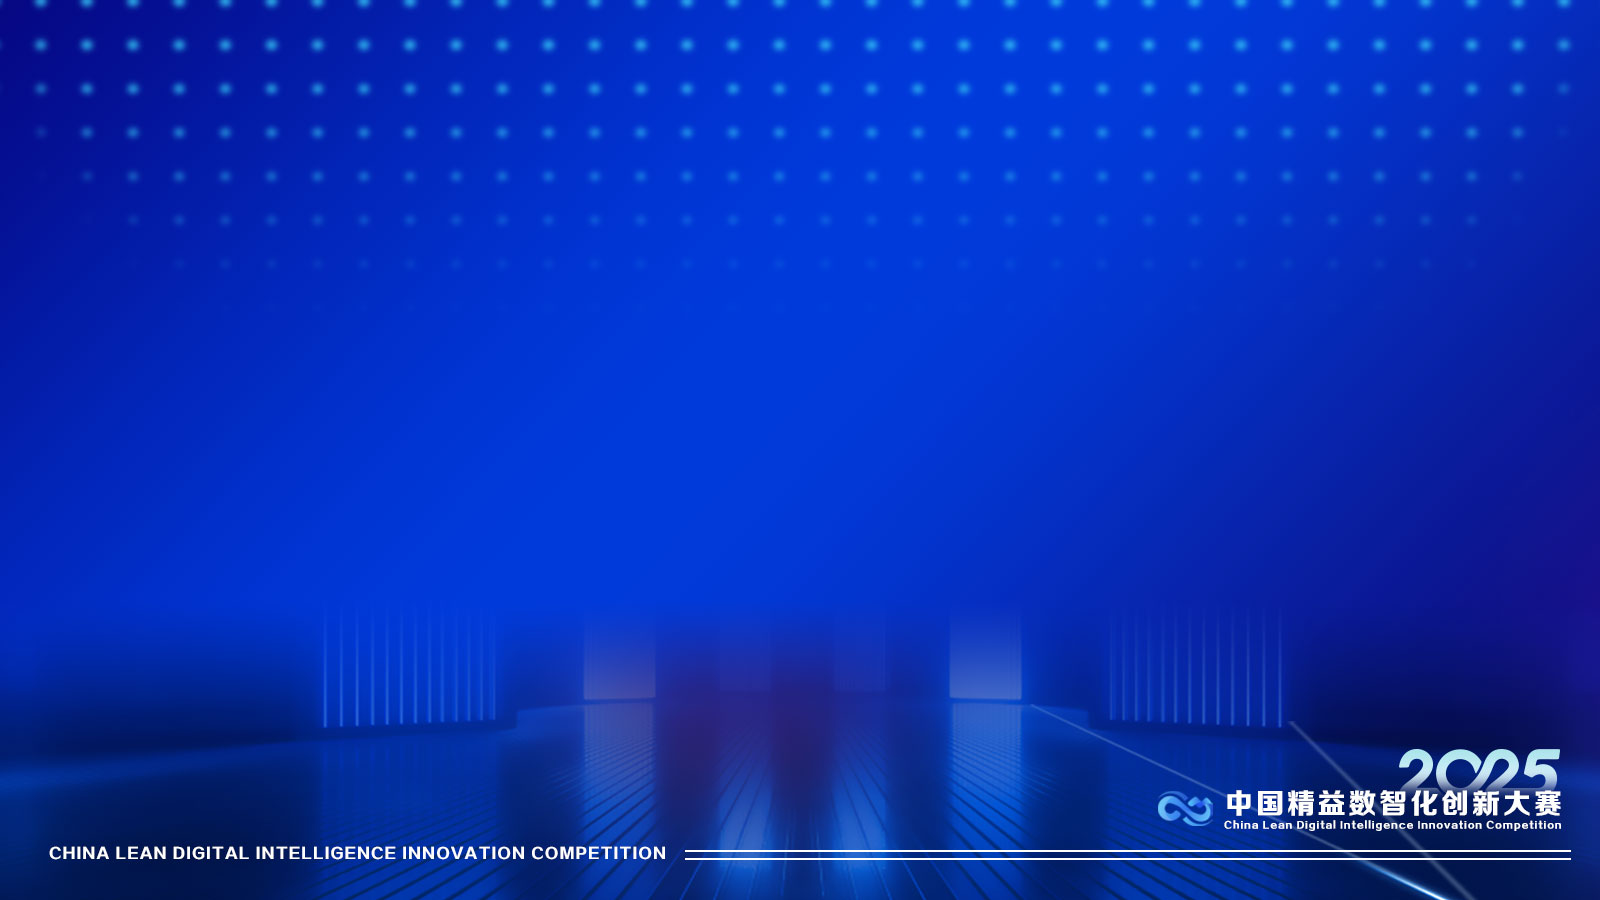 2025
中国精益数智化创新大赛
China Lean Digital Intelligence Innovation Competition
CHINA LEAN DIGITAL INTELLIGENCE INNOVATION COMPETITION